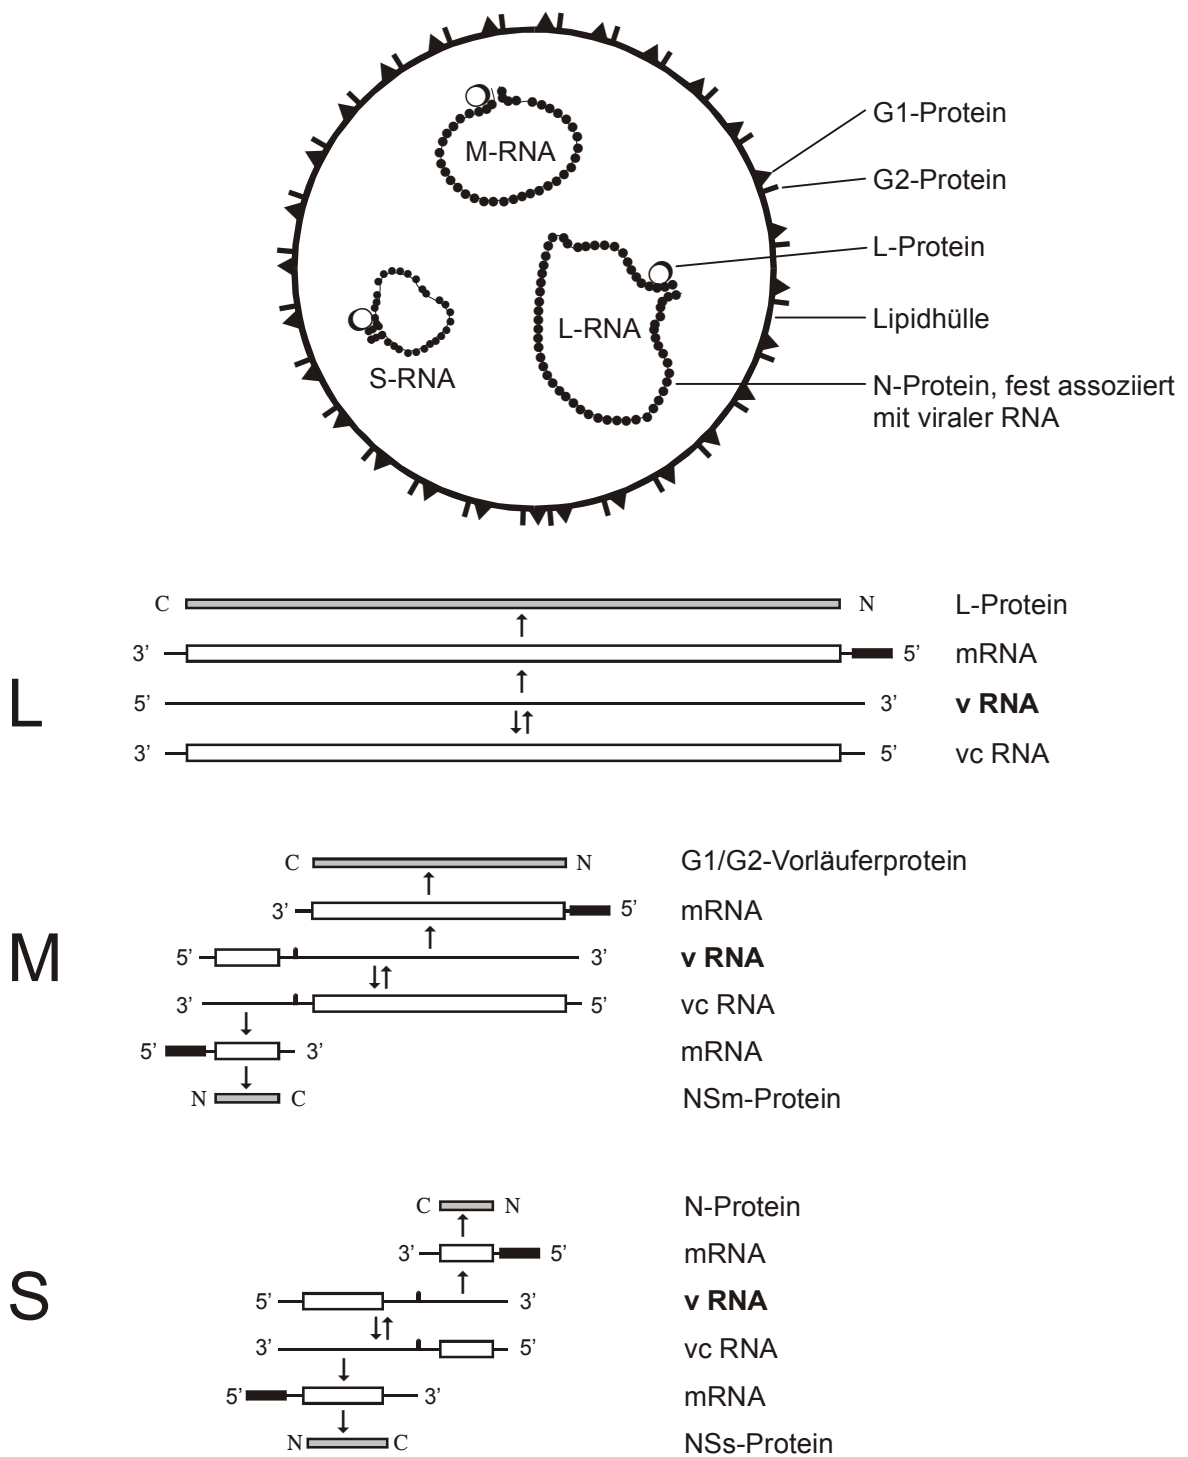 M-RNA
G1-Protein
G2-Protein
L-Protein
L-RNA
Lipidhülle
S-RNA
N-Protein, fest assoziiert
mit viraler RNA
L
C N L-Protein
3’ 5’ mRNA
5’ 3’ v RNA
3’ 5’ vc RNA
M
C N G1/G2-Vorläuferprotein
3’ 5’ mRNA
5’ 3’ v RNA
3’ 5’ vc RNA
5’ 3’ mRNA
N C NSm-Protein
S
C N N-Protein
3’ 5’ mRNA
5’ 3’ v RNA
3’ 5’ vc RNA
5’ 3’ mRNA
N C NSs-Protein